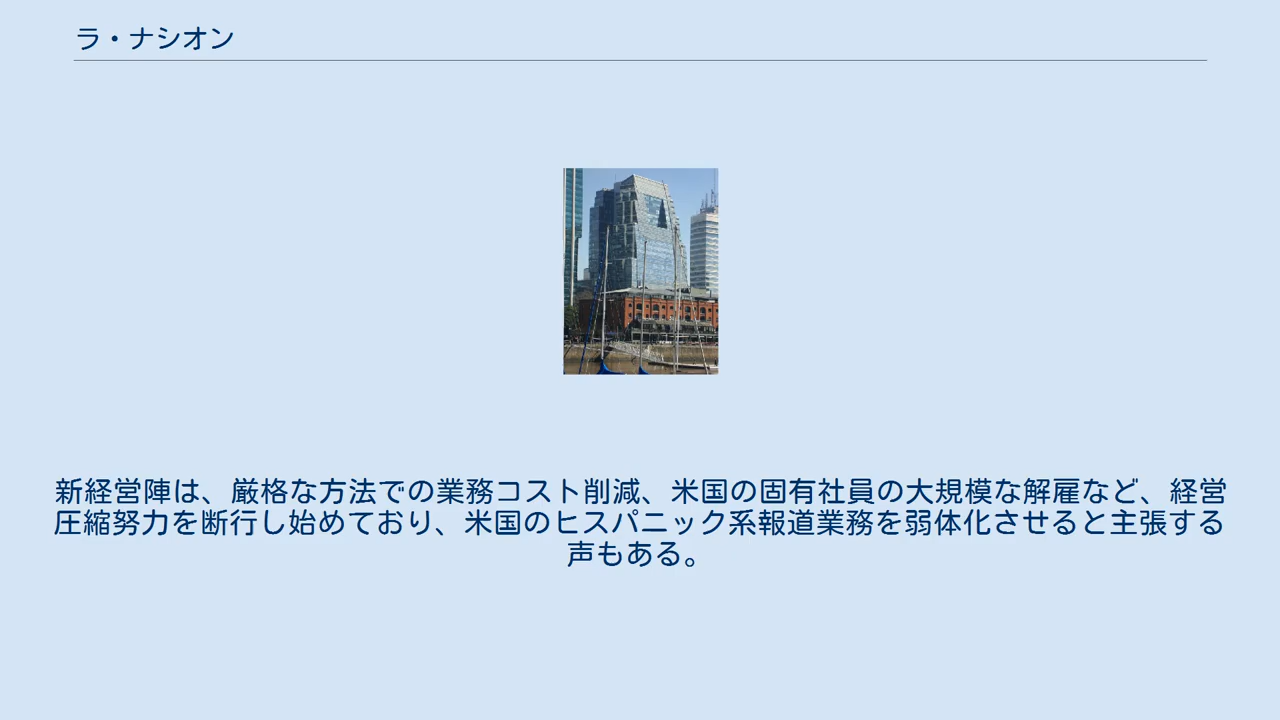 ラ・ナシオン
新経営陣は、厳格な方法での業務コスト削減、米国の固有社員の大規模な解雇など、経営
圧縮努力を断行し始めており、米国のヒスパニック系報道業務を弱体化させると主張する
声もある。